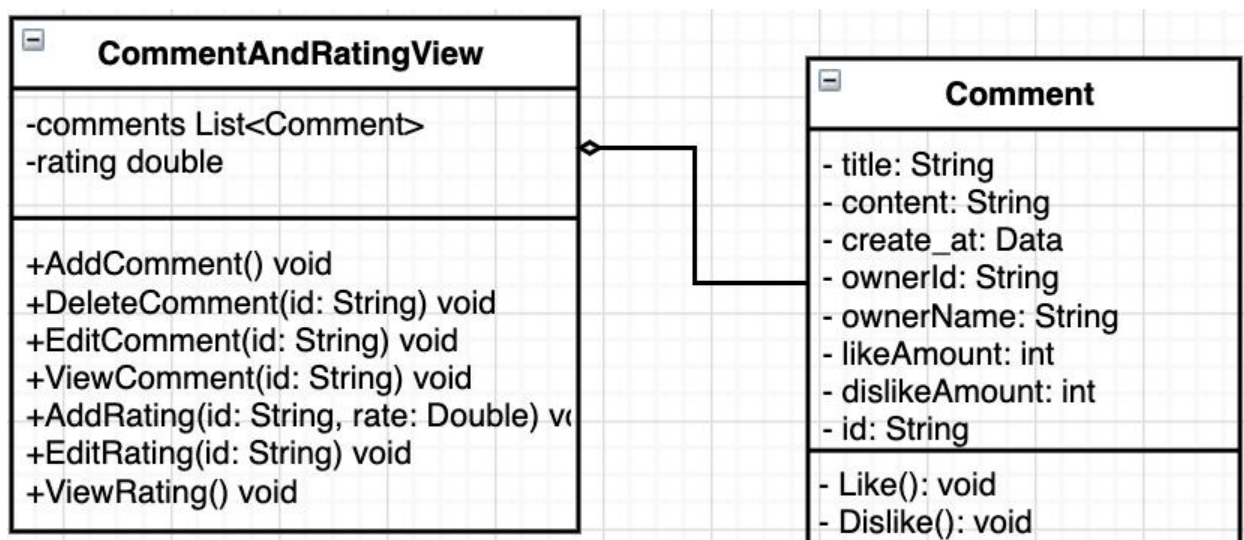 CommentAndRatingView
-comments List<Comment>
-rating double
+AddComment() void
+DeleteComment(id: String) void
+EditComment(id: String) void
+ViewComment(id: String) void
+AddRating(id: String, rate: Double)
+EditRating(id: String) void
+ViewRating() void
Comment
- title: String
- content: String
- create_at: Data
- ownerId: String
- ownerName: String
- likeAmount: int
- dislikeAmount: int
- id: String
- Like(): void
- Dislike(): void